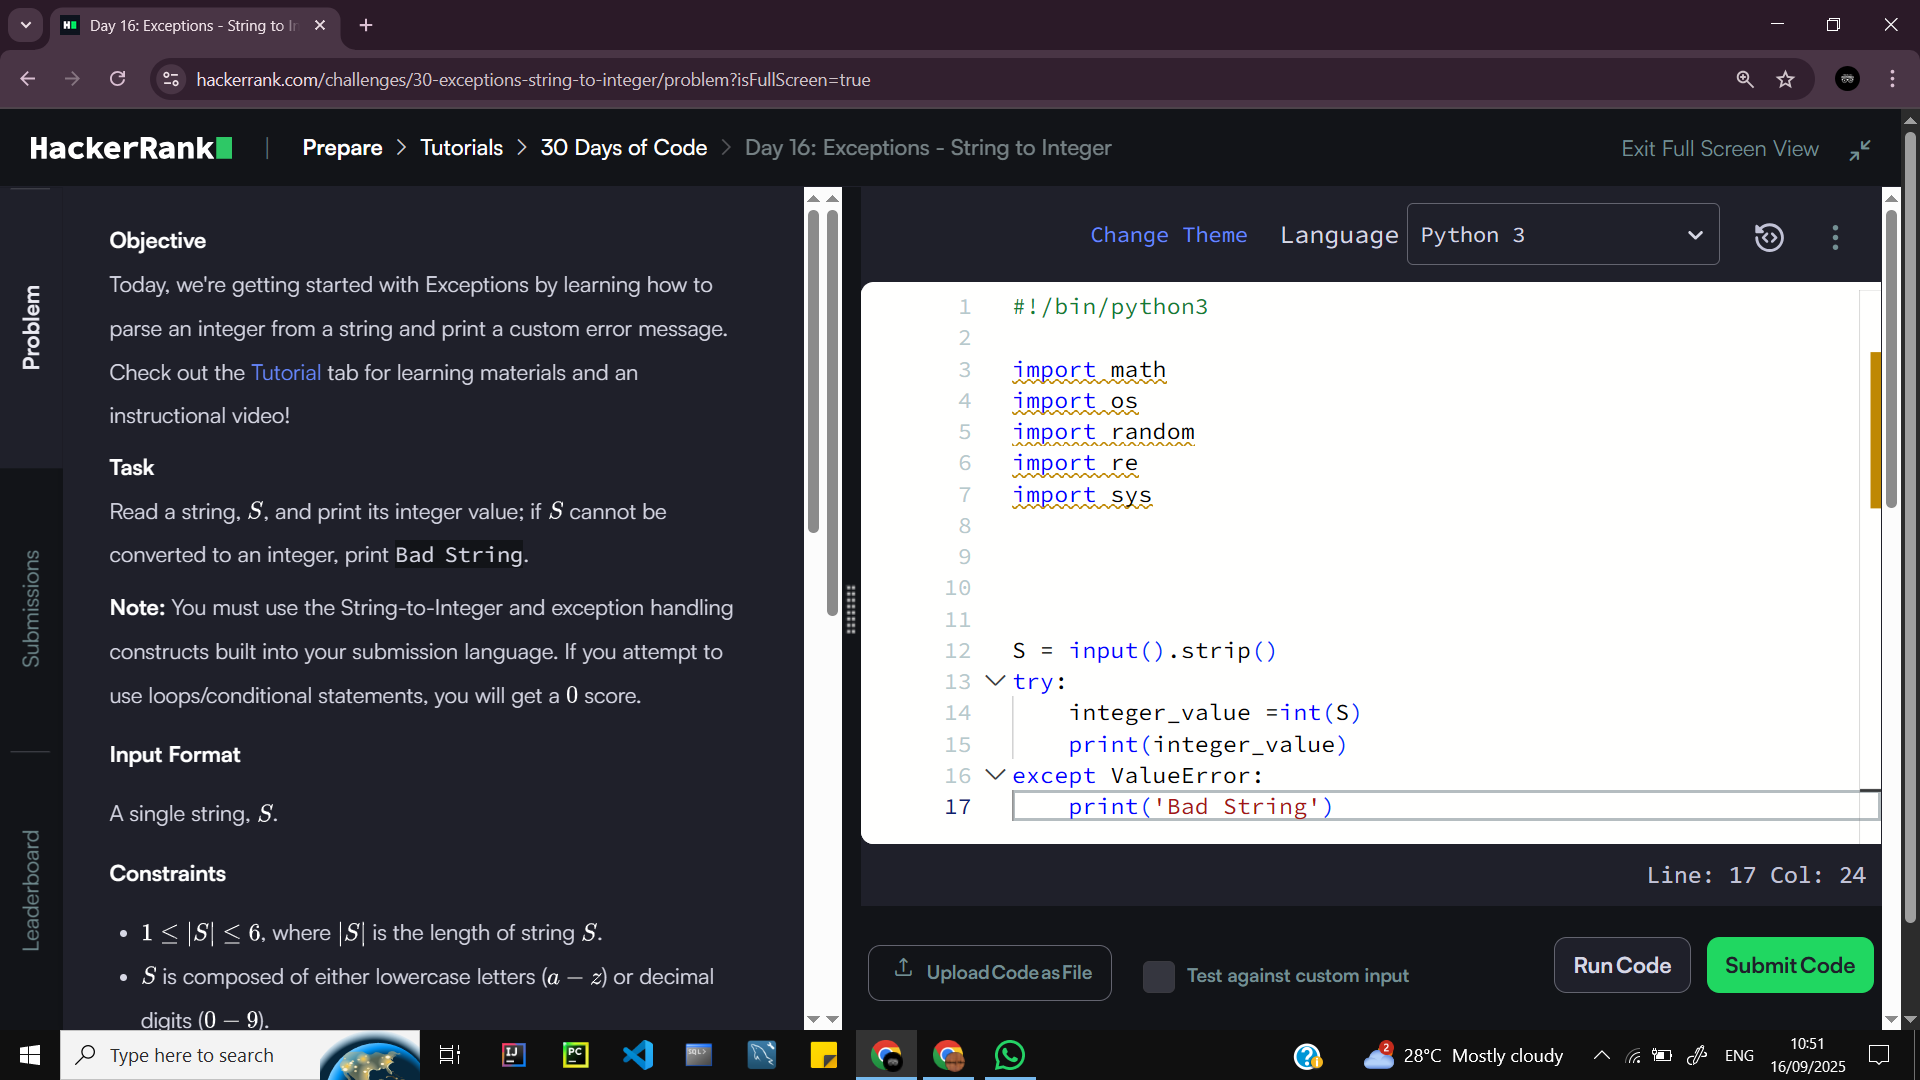 Day 16: Exceptions - String to In
hackerrank.com/challenges/30-exceptions-string-to-integer/problem?isFullScreen=true
HackerRank | Prepare > Tutorials > 30 Days of Code > Day 16: Exceptions - String to Integer
Exit Full Screen View
Problem
Submissions
Leaderboard
Objective
Today, we're getting started with Exceptions by learning how to
parse an integer from a string and print a custom error message.
Check out the Tutorial tab for learning materials and an
instructional video!
Task
Read a string, S, and print its integer value; if S cannot be
converted to an integer, print Bad String.
Note: You must use the String-to-Integer and exception handling
constructs built into your submission language. If you attempt to
use loops/conditional statements, you will get a 0 score.
Input Format
A single string, S.
Constraints
• 1 ≤ |S| ≤ 6, where |S| is the length of string S.
• S is composed of either lowercase letters (a − z) or decimal
digits (0 − 9).
Change Theme Language Python 3
1 #!/bin/python3
2
3 import math
4 import os
5 import random
6 import re
7 import sys
8
9
10
11
12 S = input().strip()
13 try:
14     integer_value =int(S)
15     print(integer_value)
16 except ValueError:
17     print('Bad String')
Line: 17 Col: 24
Upload Code as File
Test against custom input
Run Code
Submit Code
Type here to search
IJ
PC
SQL>
2
28°C Mostly cloudy
ENG
10:51
16/09/2025